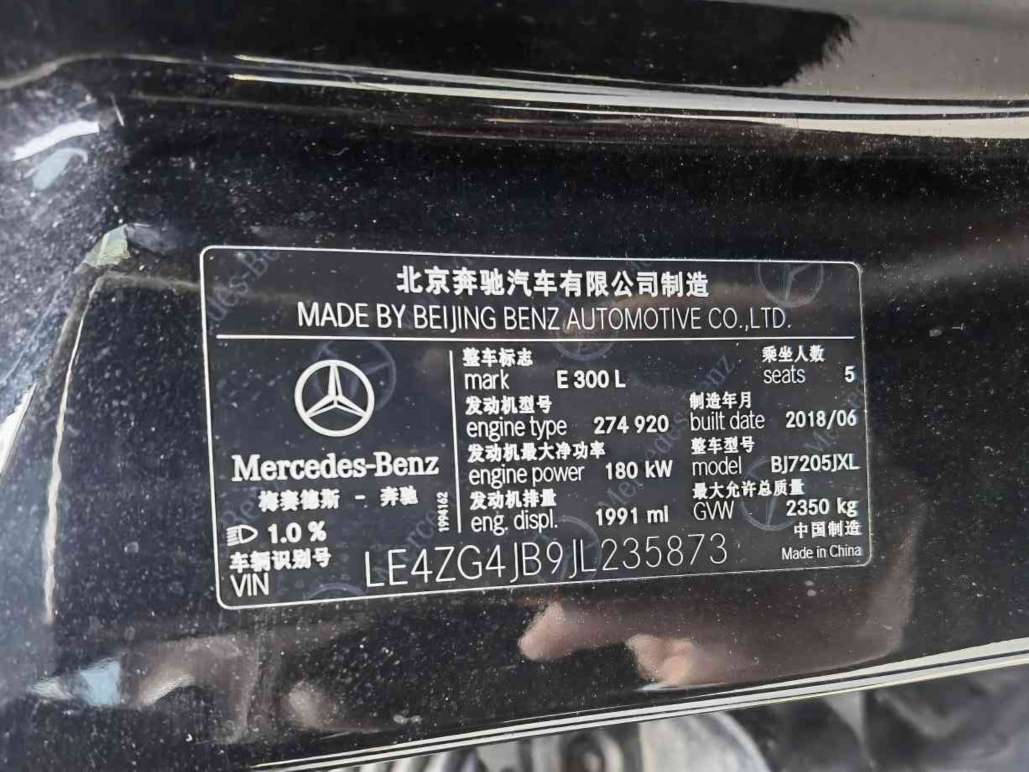 北京奔驰汽车有限公司制造
MADE BY BEIJING BENZ AUTOMOTIVE CO.,LTD.
Mercedes-Benz
梅赛德斯 - 奔驰
1.0 %
1994162
整车标志
mark E 300 L
乘坐人数
seats 5
发动机型号
engine type 274 920
制造年月
built date 2018/06
发动机最大净功率
engine power 180 kW
整车型号
model BJ7205JXL
发动机排量
eng. displ. 1991 ml
最大允许总质量
GVW 2350 kg
中国制造
Made in China
车辆识别号
VIN LE4ZG4JB9JL235873